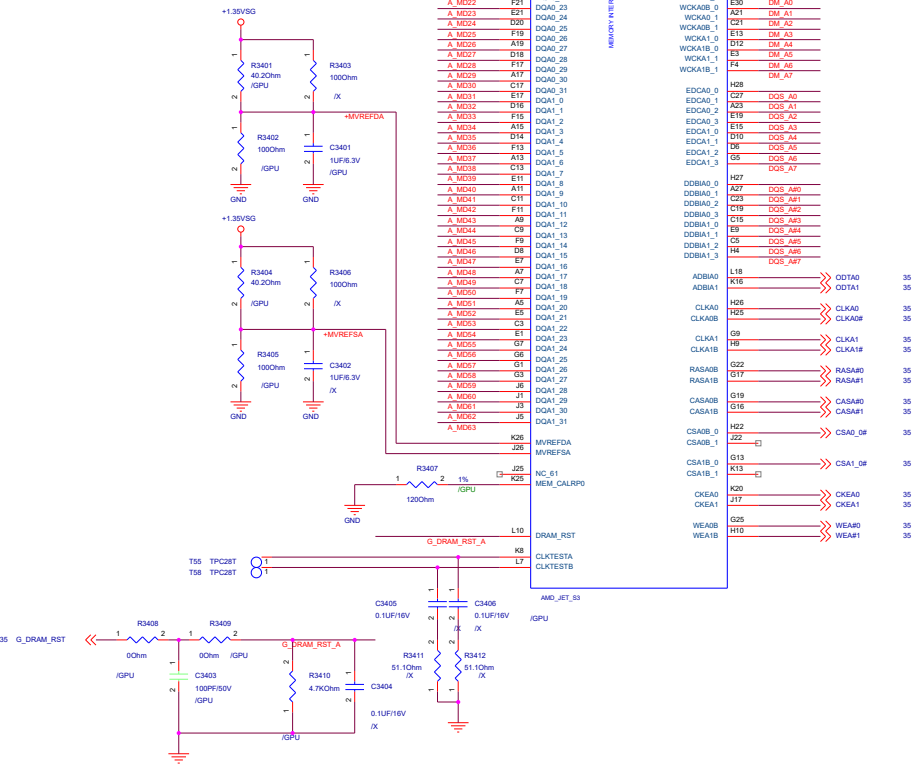 +1.35VSG
R3401
40.2Ohm
/GPU
R3403
100Ohm
/X
+MVREFDA
R3402
100Ohm
/GPU
C3401
1UF/6.3V
/GPU
GND
GND
+1.35VSG
R3404
40.2Ohm
/GPU
R3406
100Ohm
/X
+MVREFSA
R3405
100Ohm
/GPU
C3402
1UF/6.3V
/X
GND
GND
A_MD22 F21 DQA0_23
A_MD23 E21 DQA0_24
A_MD24 D20 DQA0_25
A_MD25 F19 DQA0_26
A_MD26 A19 DQA0_27
A_MD27 D18 DQA0_28
A_MD28 F17 DQA0_29
A_MD29 A17 DQA0_30
A_MD30 C17 DQA0_31
A_MD31 E17 DQA1_0
A_MD32 D16 DQA1_1
A_MD33 F15 DQA1_2
A_MD34 A15 DQA1_3
A_MD35 D14 DQA1_4
A_MD36 F13 DQA1_5
A_MD37 A13 DQA1_6
A_MD38 C13 DQA1_7
A_MD39 E11 DQA1_8
A_MD40 A11 DQA1_9
A_MD41 C11 DQA1_10
A_MD42 F11 DQA1_11
A_MD43 A9 DQA1_12
A_MD44 C9 DQA1_13
A_MD45 F9 DQA1_14
A_MD46 D8 DQA1_15
A_MD47 E7 DQA1_16
A_MD48 A7 DQA1_17
A_MD49 C7 DQA1_18
A_MD50 F7 DQA1_19
A_MD51 A5 DQA1_20
A_MD52 E5 DQA1_21
A_MD53 C3 DQA1_22
A_MD54 E1 DQA1_23
A_MD55 G7 DQA1_24
A_MD56 G6 DQA1_25
A_MD57 G1 DQA1_26
A_MD58 G3 DQA1_27
A_MD59 J6 DQA1_28
A_MD60 J1 DQA1_29
A_MD61 J3 DQA1_30
A_MD62 J5 DQA1_31
A_MD63
K26 MVREFDA
J26 MVREFSA
J25 NC_61
K25 MEM_CALRP0
R3407
1 2 1%
/GPU
120Ohm
GND
L10 DRAM_RST
G_DRAM_RST_A
K8 CLKTESTA
L7 CLKTESTB
T55 TPC28T 1
T58 TPC28T 1
MEMORY INTER
WCKA0B_0 E30 DM_A0
WCKA0_1 A21 DM_A1
WCKA0B_1 C21 DM_A2
WCKA1_0 E13 DM_A3
WCKA1B_0 D12 DM_A4
WCKA1_1 E3 DM_A5
WCKA1B_1 F4 DM_A6
DM_A7
EDCA0_0 H28
EDCA0_1 C27 DQS_A0
EDCA0_2 A23 DQS_A1
EDCA0_3 E19 DQS_A2
EDCA1_0 E15 DQS_A3
EDCA1_1 D10 DQS_A4
EDCA1_2 D6 DQS_A5
EDCA1_3 G5 DQS_A6
DQS_A7
DDBIA0_0 H27
DDBIA0_1 A27 DQS_A#0
DDBIA0_2 C23 DQS_A#1
DDBIA0_3 C19 DQS_A#2
DDBIA1_0 C15 DQS_A#3
DDBIA1_1 E9 DQS_A#4
DDBIA1_2 C5 DQS_A#5
DDBIA1_3 H4 DQS_A#6
DQS_A#7
ADBIA0 L18 ODTA0 35
ADBIA1 K16 ODTA1 35
CLKA0 H26 CLKA0 35
CLKA0B H25 CLKA0# 35
CLKA1 G9 CLKA1 35
CLKA1B H9 CLKA1# 35
RASA0B G22 RASA#0 35
RASA1B G17 RASA#1 35
CASA0B G19 CASA#0 35
CASA1B G16 CASA#1 35
CSA0B_0 H22 CSA0_0# 35
CSA0B_1 J22
CSA1B_0 G13 CSA1_0# 35
CSA1B_1 K13
CKEA0 K20 CKEA0 35
CKEA1 J17 CKEA1 35
WEA0B G25 WEA#0 35
WEA1B H10 WEA#1 35
AMD_JET_S3
/GPU
C3405
0.1UF/16V
/X
C3406
0.1UF/16V
/X
R3411
51.1Ohm
/X
R3412
51.1Ohm
/X
35 G_DRAM_RST
R3408
1 2
0Ohm
/GPU
R3409
1 2
0Ohm /GPU
G_DRAM_RST_A
C3403
100PF/50V
/GPU
R3410
4.7KOhm
/GPU
C3404
0.1UF/16V
/X